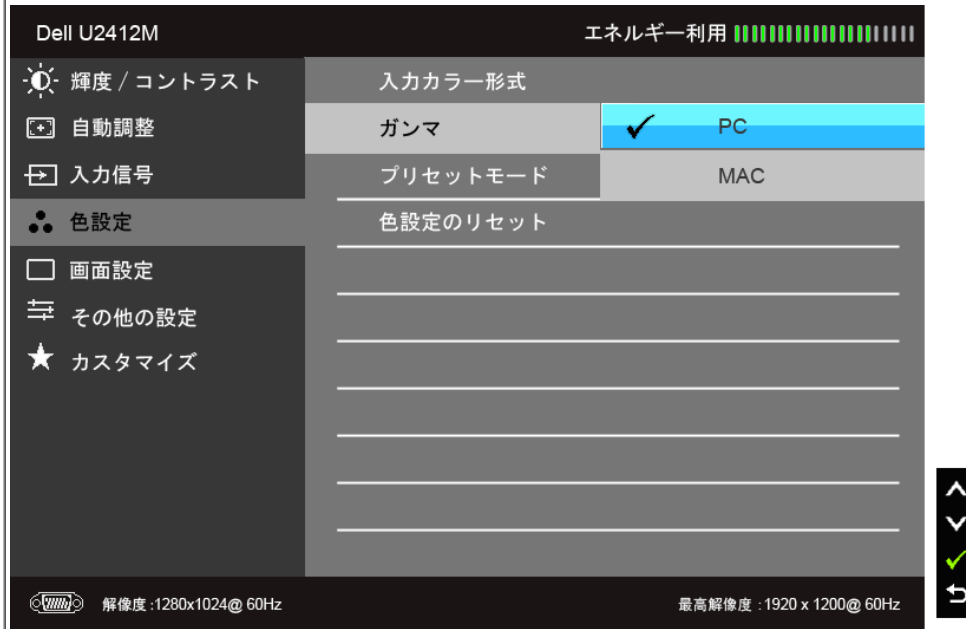 Dell U2412M エネルギー利用
輝度 / コントラスト 入力カラー形式
自動調整 ガンマ PC
入力信号 プリセットモード MAC
色設定 色設定のリセット
画面設定
その他の設定
カスタマイズ
解像度 :1280x1024@ 60Hz 最高解像度 : 1920 x 1200@ 60Hz